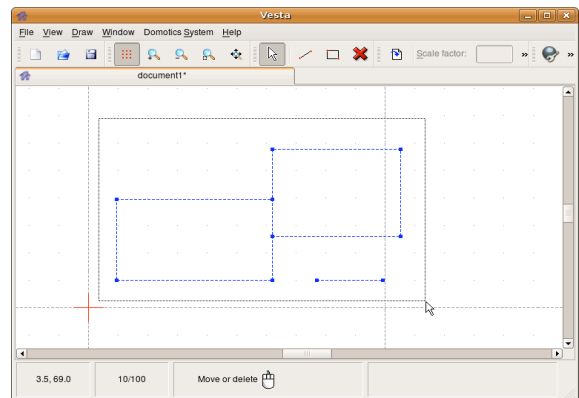 Vesta
File View Draw Window Domotics System Help
Scale factor: » »
document1*
3.5, 69.0 10/100 Move or delete